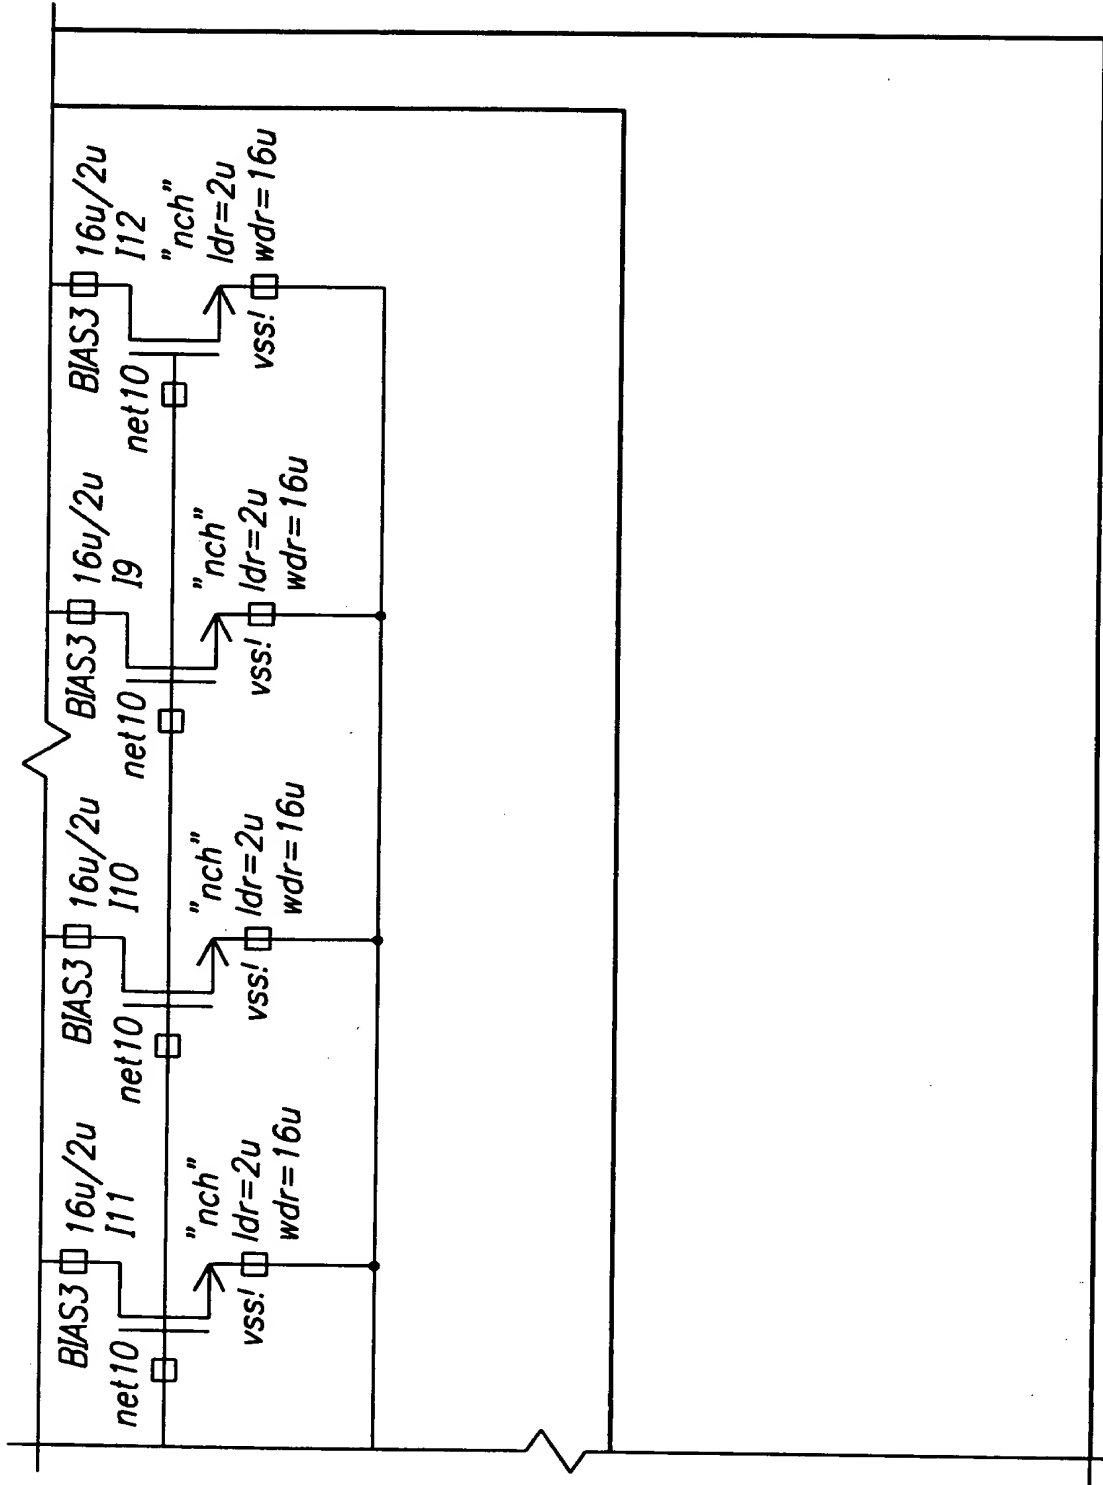 BIAS3
16u/2u
I11
net10
"nch"
ldr=2u
wdr=16u
vss!
BIAS3
16u/2u
I10
net10
"nch"
ldr=2u
wdr=16u
vss!
BIAS3
16u/2u
I9
net10
"nch"
ldr=2u
wdr=16u
vss!
BIAS3
16u/2u
I12
net10
"nch"
ldr=2u
wdr=16u
vss!